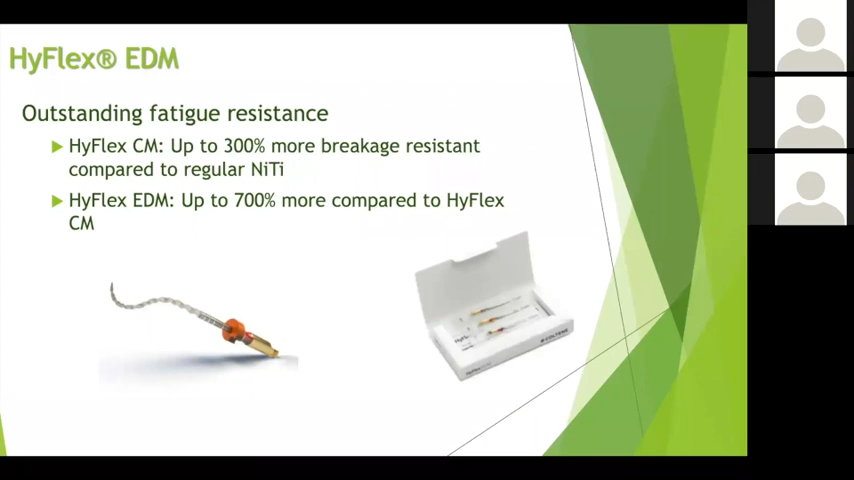 HyFlex® EDM
Outstanding fatigue resistance
HyFlex CM: Up to 300% more breakage resistant
compared to regular NiTi
HyFlex EDM: Up to 700% more compared to HyFlex
CM
COLTENE